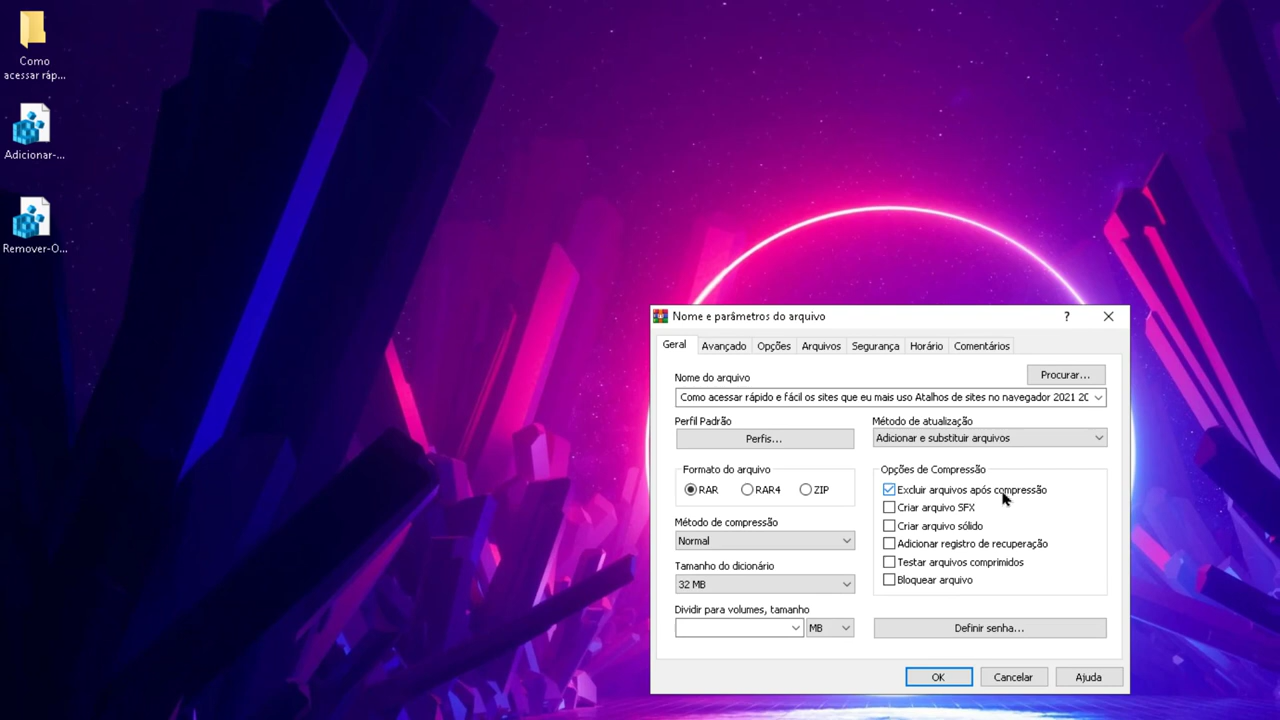 Como
acessar ráp...
Adicionar-...
Remover-O...
Nome e parâmetros do arquivo
?
Geral
Avançado
Opções
Arquivos
Segurança
Horário
Comentários
Nome do arquivo
Procurar...
Como acessar rápido e fácil os sites que eu mais uso Atalhos de sites no navegador 2021 20
Perfil Padrão
Método de atualização
Perfis...
Adicionar e substituir arquivos
Formato do arquivo
RAR
RAR4
ZIP
Opções de Compressão
Excluir arquivos após compressão
Criar arquivo SFX
Criar arquivo sólido
Adicionar registro de recuperação
Testar arquivos comprimidos
Bloquear arquivo
Método de compressão
Normal
Tamanho do dicionário
32 MB
Dividir para volumes, tamanho
MB
Definir senha...
OK
Cancelar
Ajuda